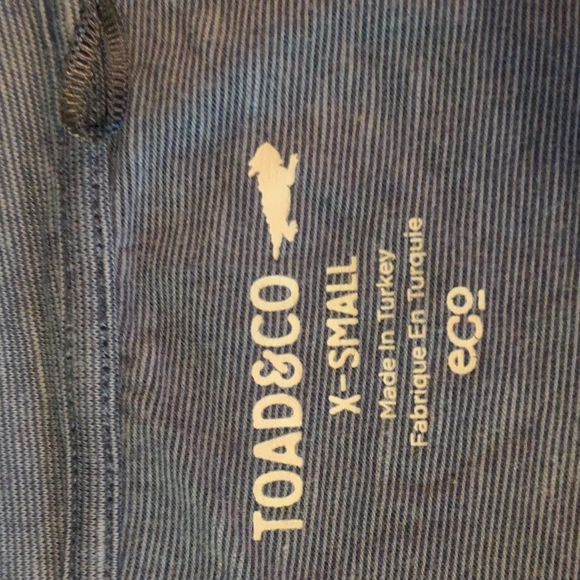 TOAD&CO
X-SMALL
Made In Turkey
Fabrique En Turquie
eco